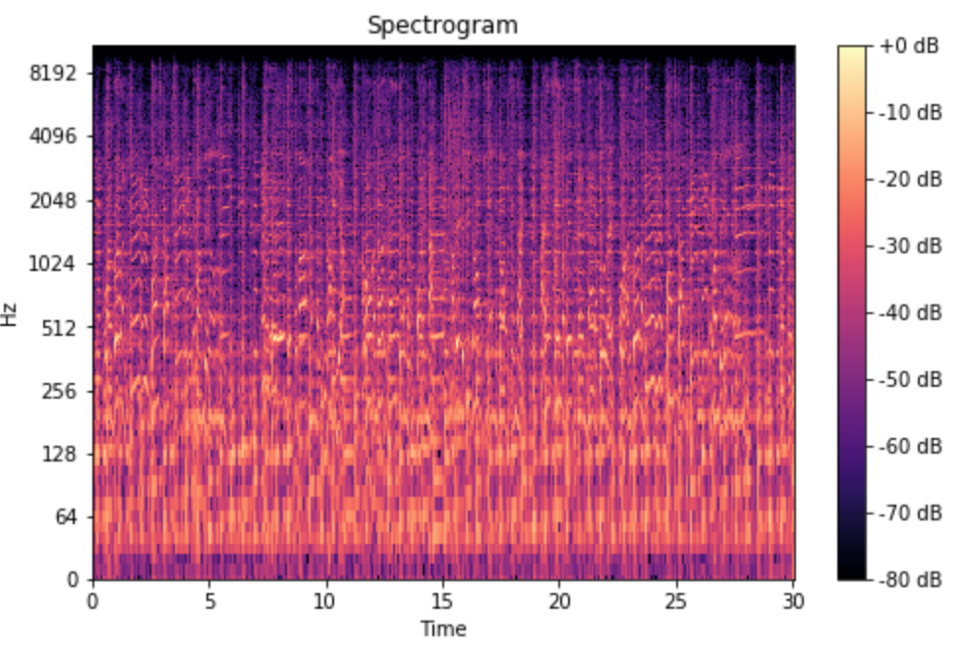 Spectrogram
Hz
8192
4096
2048
1024
512
256
128
64
0
0 5 10 15 20 25 30
Time
+0 dB
-10 dB
-20 dB
-30 dB
-40 dB
-50 dB
-60 dB
-70 dB
-80 dB